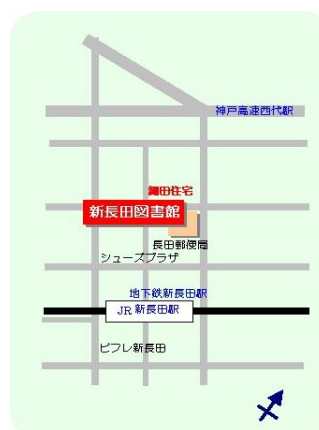 神戸高速西代駅
細田住宅
新長田図書館
長田郵便局
シューズプラザ
地下鉄新長田駅
JR 新長田駅
ピフレ新長田